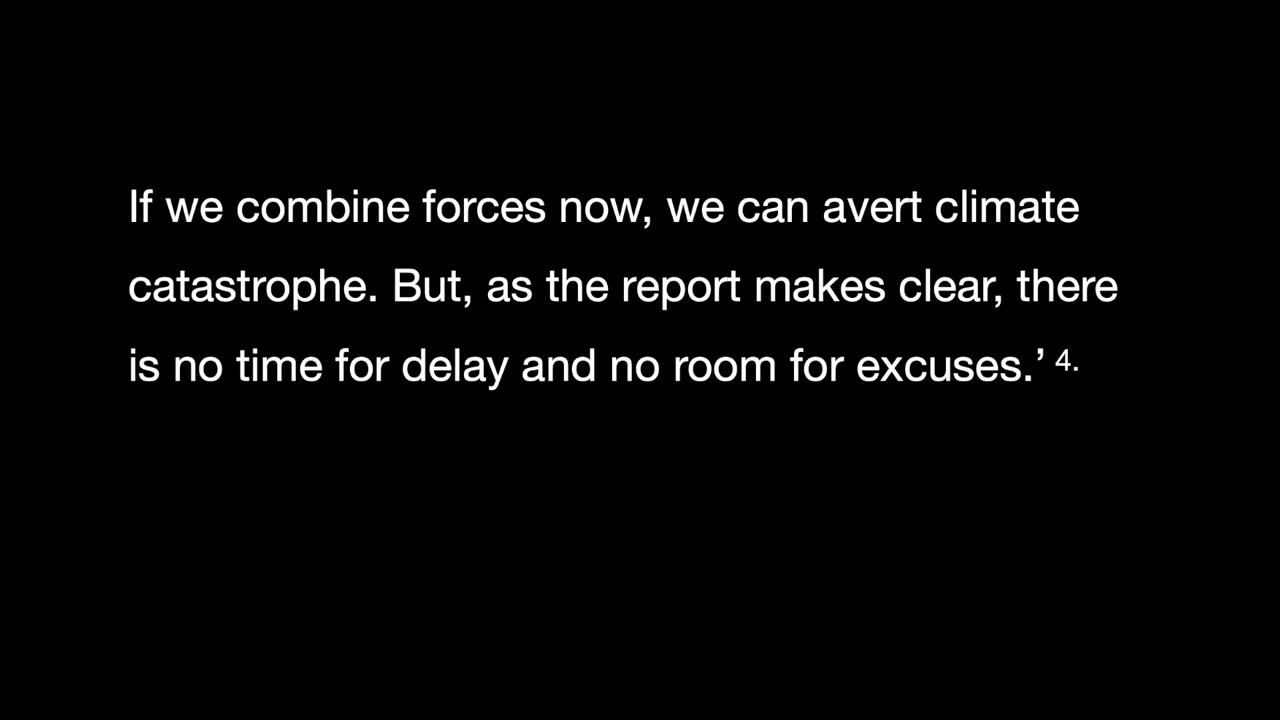 If we combine forces now, we can avert climate
catastrophe. But, as the report makes clear, there
is no time for delay and no room for excuses.’ 4.